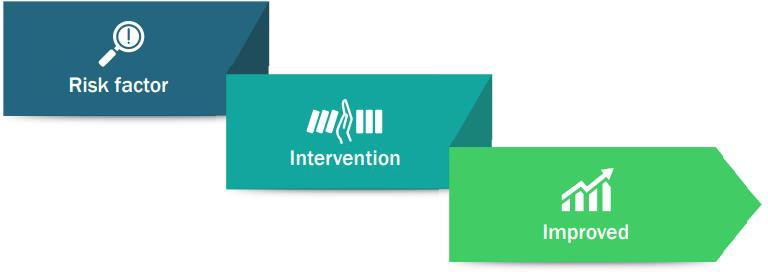 Risk factor
Intervention
Improved